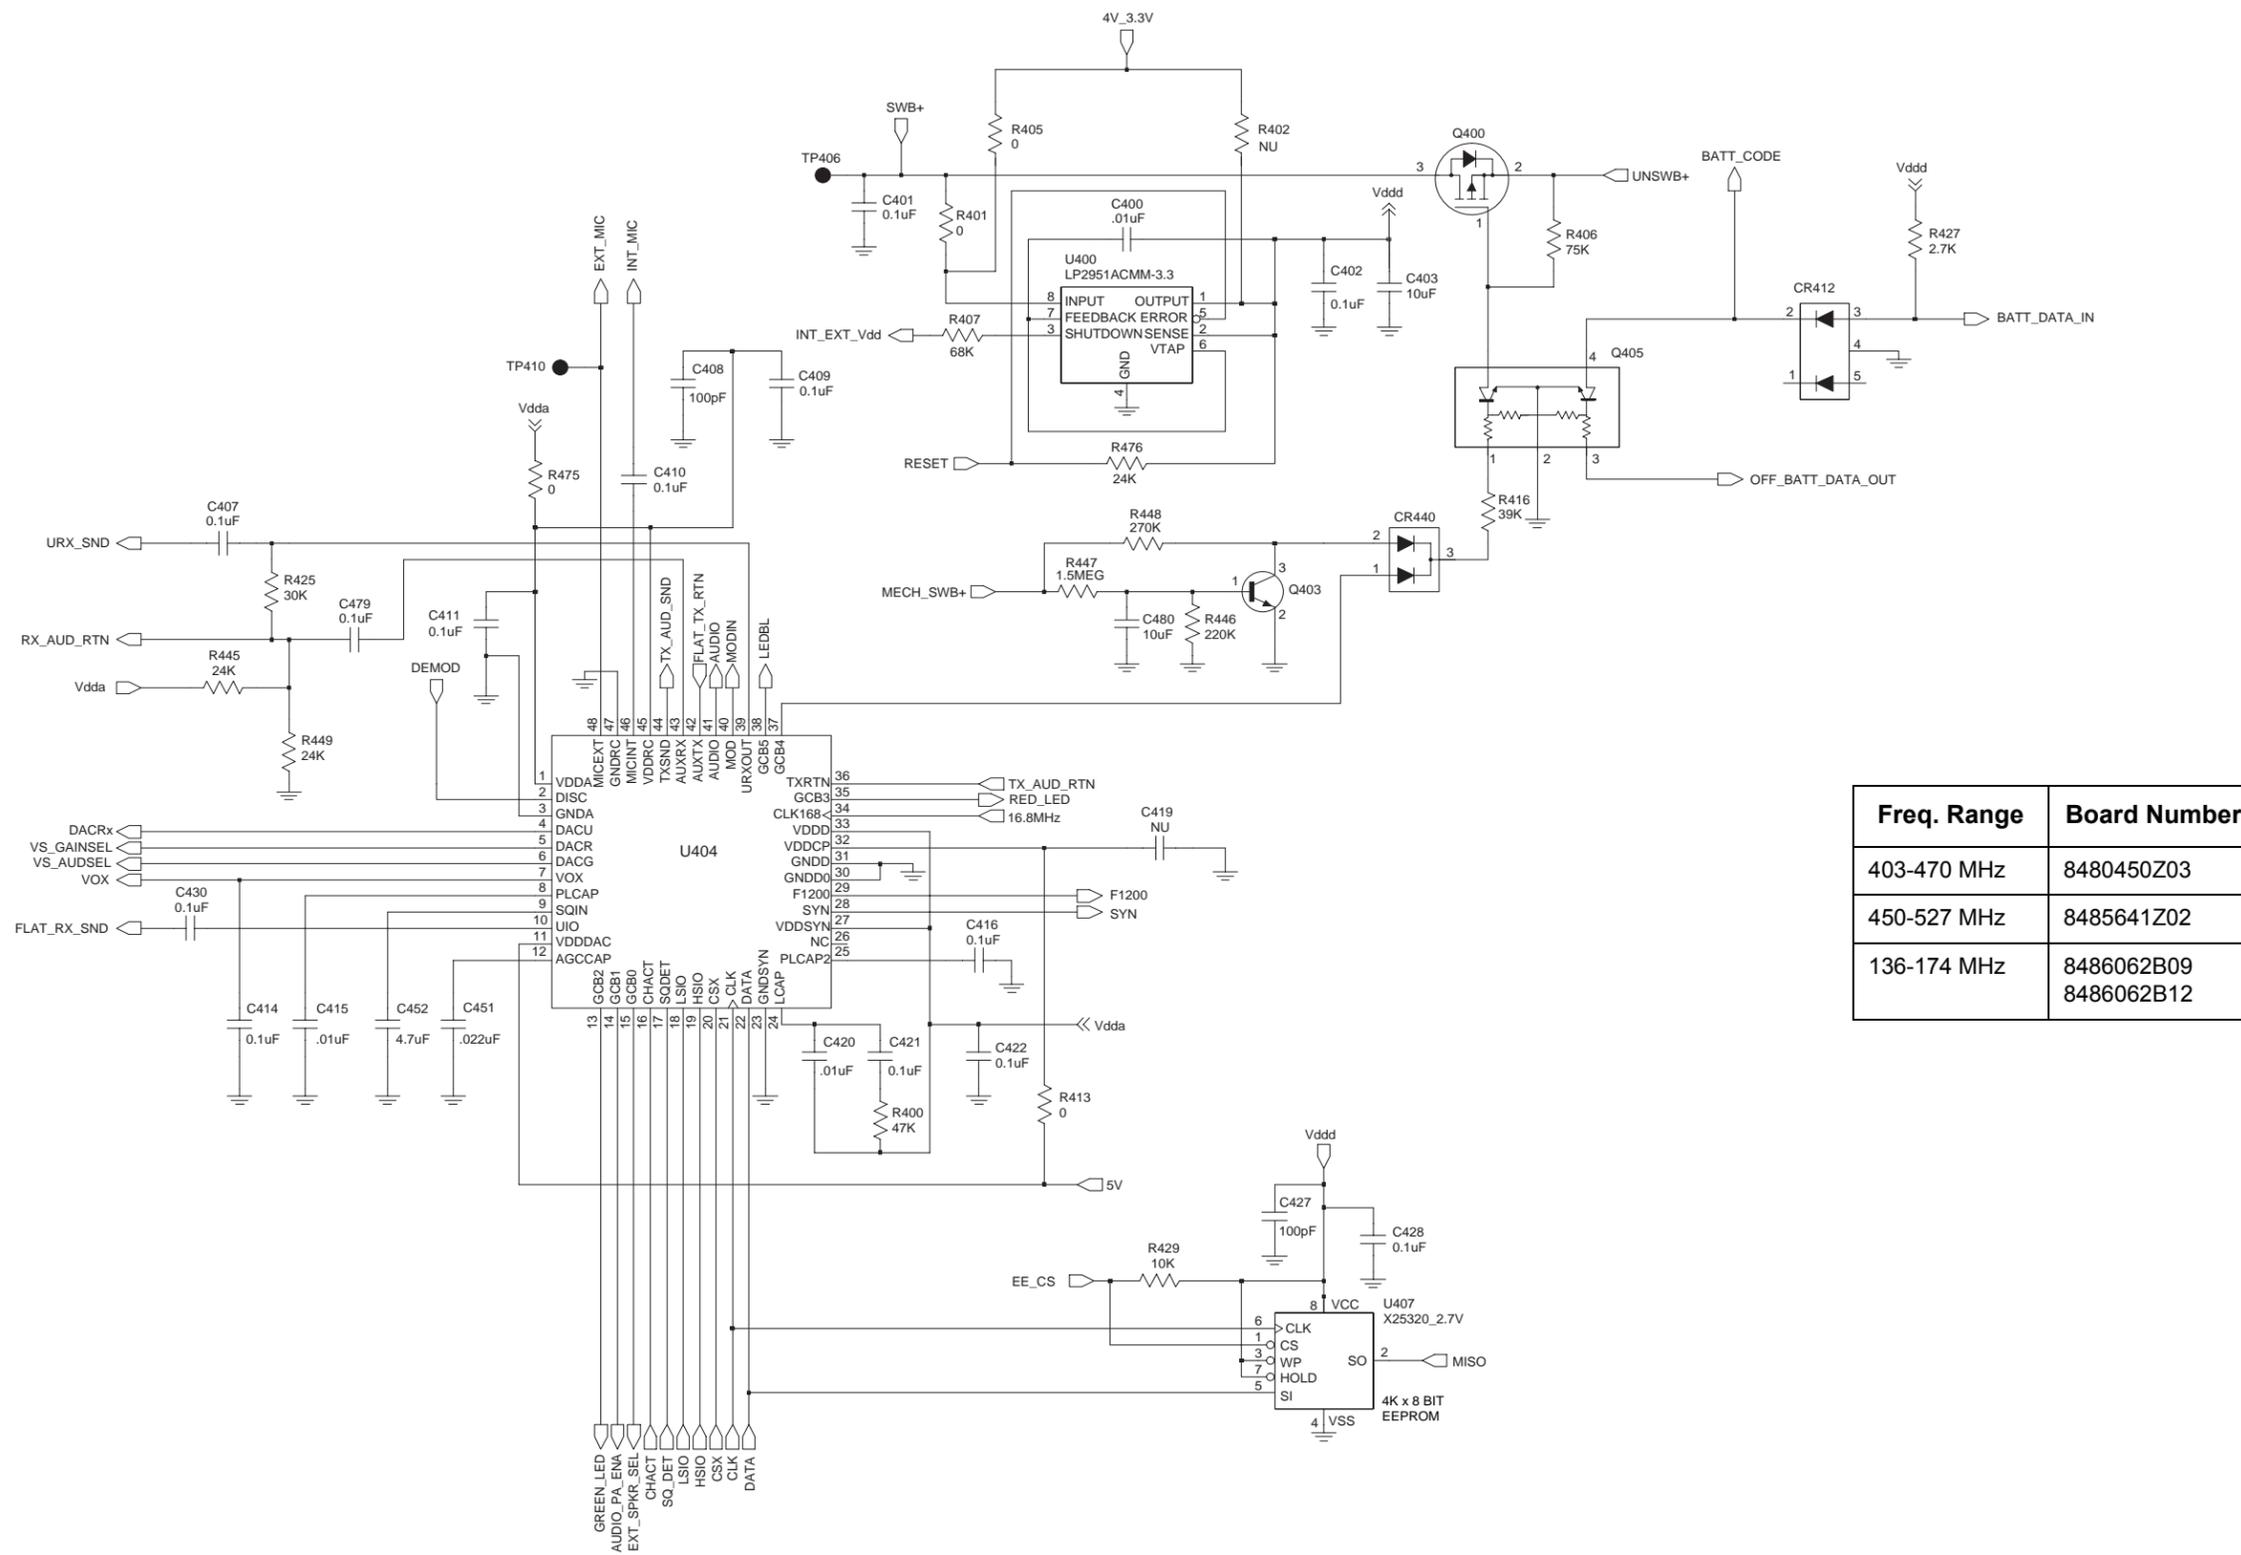 4V_3.3V
SWB+
TP406
R405
0
R402
NU
Q400
3
2
1
UNSWB+
BATT_CODE
Vddd
C401
0.1uF
R401
0
C400
.01uF
Vddd
R406
75K
R427
2.7K
EXT_MIC
INT_MIC
U400
LP2951ACMM-3.3
8
INPUT
OUTPUT
1
7
FEEDBACK
ERROR
5
3
SHUTDOWN
SENSE
2
VTAP
6
GND
4
C402
0.1uF
C403
10uF
CR412
2
3
4
1
5
BATT_DATA_IN
INT_EXT_Vdd
R407
68K
TP410
C408
100pF
C409
0.1uF
4
Q405
1
2
3
Vdda
R475
0
C410
0.1uF
RESET
R476
24K
OFF_BATT_DATA_OUT
R416
39K
C407
0.1uF
URX_SND
R448
270K
CR440
2
3
1
R425
30K
R447
1.5MEG
MECH_SWB+
1
3
Q403
2
C479
0.1uF
C411
0.1uF
C480
10uF
R446
220K
RX_AUD_RTN
TX_AUD_SND
FLAT_TX_RTN
AUDIO
MODIN
LEDBL
R445
24K
Vdda
DEMOD
R449
24K
48
47
46
45
44
43
42
41
40
39
38
37
MICEXT
GNDRC
MICINT
VDDRC
TXSND
AUXRX
AUXTX
AUDIO
MOD
URXOUT
GCB5
GCB4
1
VDDA
2
DISC
3
GNDA
DACRx
4
DACU
VS_GAINSEL
5
DACR
VS_AUDSEL
6
DACG
VOX
7
VOX
8
PLCAP
9
SQIN
FLAT_RX_SND
C430
0.1uF
10
UIO
11
VDDDAC
12
AGCCAP
U404
TXRTN
36
TX_AUD_RTN
GCB3
35
RED_LED
CLK168
34
16.8MHz
VDDD
33
VDDCP
32
C419
NU
GNDD
31
GNDD0
30
F1200
29
F1200
SYN
28
SYN
VDDSYN
27
NC
26
PLCAP2
25
C416
0.1uF
GCB2
GCB1
GCB0
CHACT
SQDET
LSIO
HSIO
CSX
CLK
DATA
GNDSYN
LCAP
13
14
15
16
17
18
19
20
21
22
23
24
C414
0.1uF
C415
.01uF
C452
4.7uF
C451
.022uF
C420
.01uF
C421
0.1uF
Vdda
C422
0.1uF
R400
47K
R413
0
5V
Freq. Range Board Number
403-470 MHz 8480450Z03
450-527 MHz 8485641Z02
136-174 MHz 8486062B09
8486062B12
Vddd
C427
100pF
C428
0.1uF
EE_CS
R429
10K
8
VCC
U407
X25320_2.7V
6
CLK
1
CS
3
WP
7
HOLD
5
SI
SO
2
MISO
4K x 8 BIT
EEPROM
4
VSS
GREEN_LED
AUDIO_PA_ENA
EXT_SPKR_SEL
CHACT
SQ_DET
LSIO
HSIO
CSX
CLK
DATA